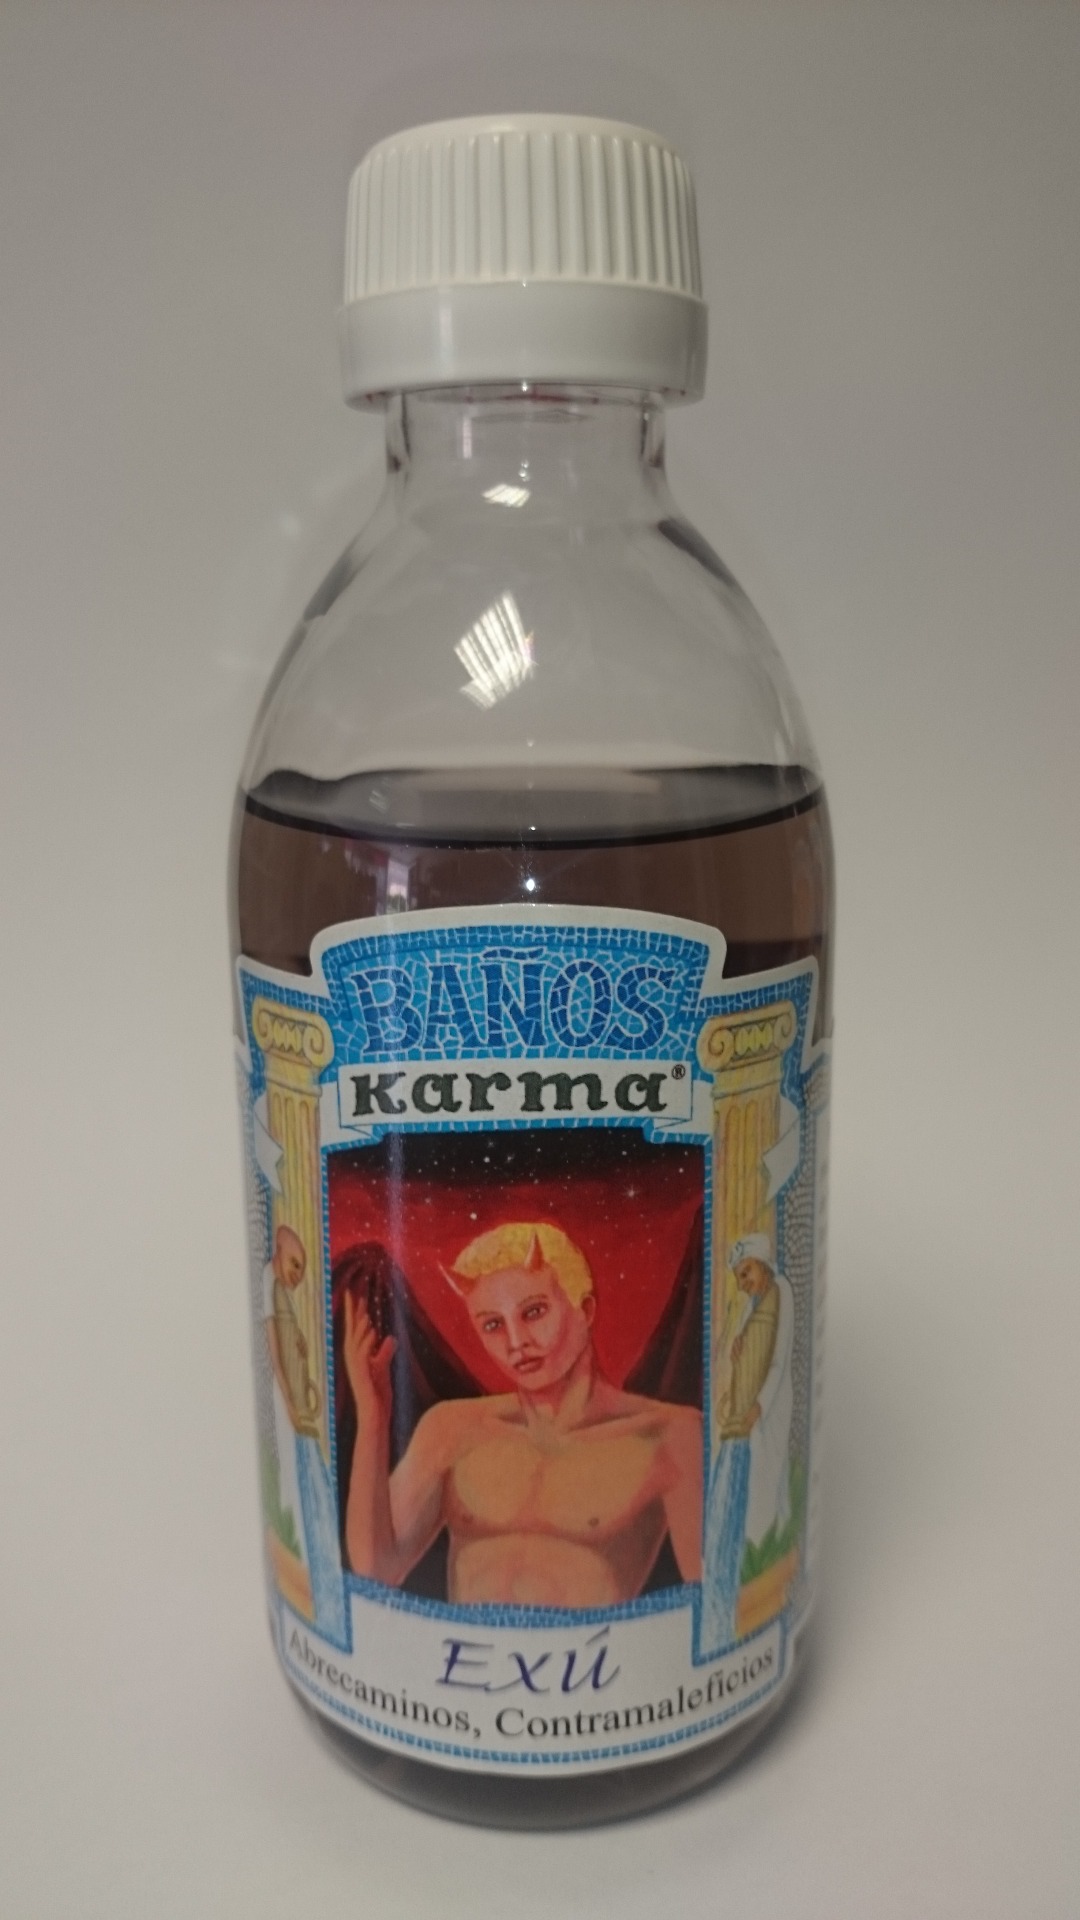 BAÑOS
Karma®
Exú
Abrecaminos, Contramaleficios